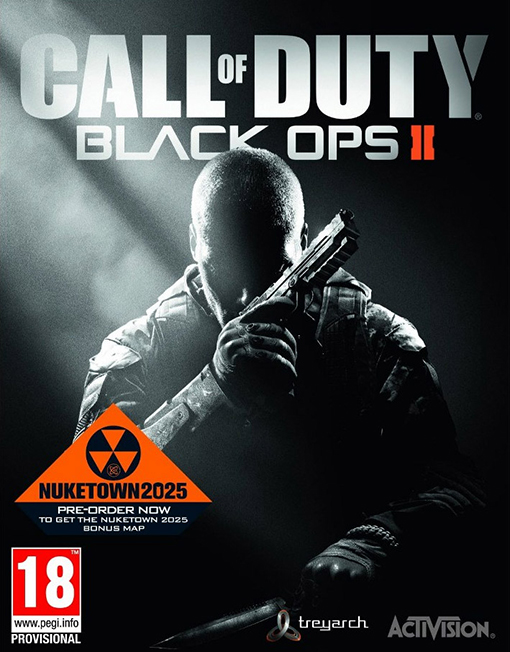 CALL OF DUTY®
BLACK OPS II
NUKETOWN2025
PRE-ORDER NOW
TO GET THE NUKETOWN 2025
BONUS MAP
18™
www.pegi.info
PROVISIONAL
treyarch
ACTIVISION®